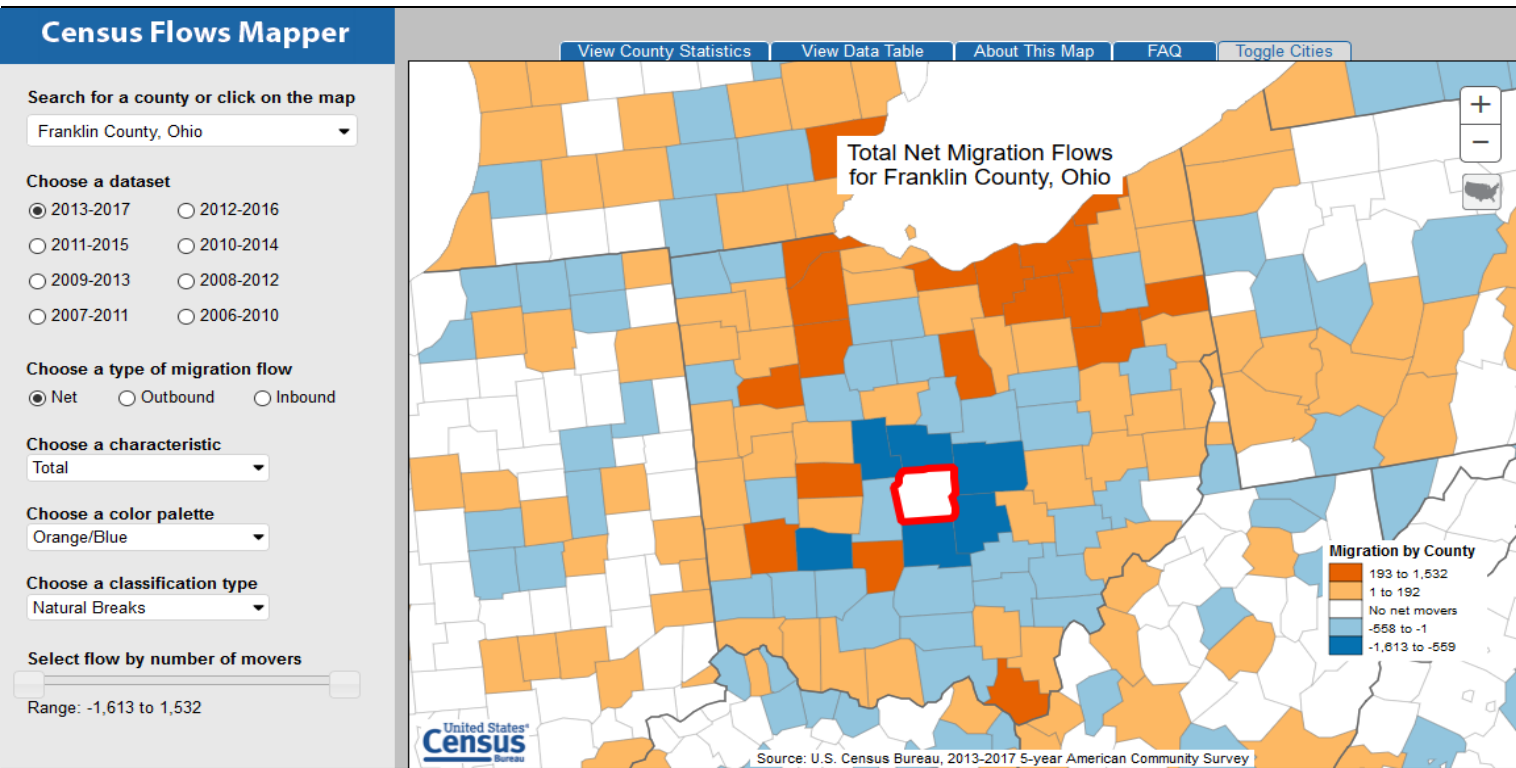 Census Flows Mapper
View County Statistics
View Data Table
About This Map
FAQ
Toggle Cities
Search for a county or click on the map
Franklin County, Ohio
Choose a dataset
2013-2017 2012-2016
2011-2015 2010-2014
2009-2013 2008-2012
2007-2011 2006-2010
Choose a type of migration flow
Net Outbound Inbound
Choose a characteristic
Total
Choose a color palette
Orange/Blue
Choose a classification type
Natural Breaks
Select flow by number of movers
Range: -1,613 to 1,532
Total Net Migration Flows
for Franklin County, Ohio
+
−
Migration by County
193 to 1,532
1 to 192
No net movers
-558 to -1
-1,613 to -559
United States®
Census
Bureau
Source: U.S. Census Bureau, 2013-2017 5-year American Community Survey